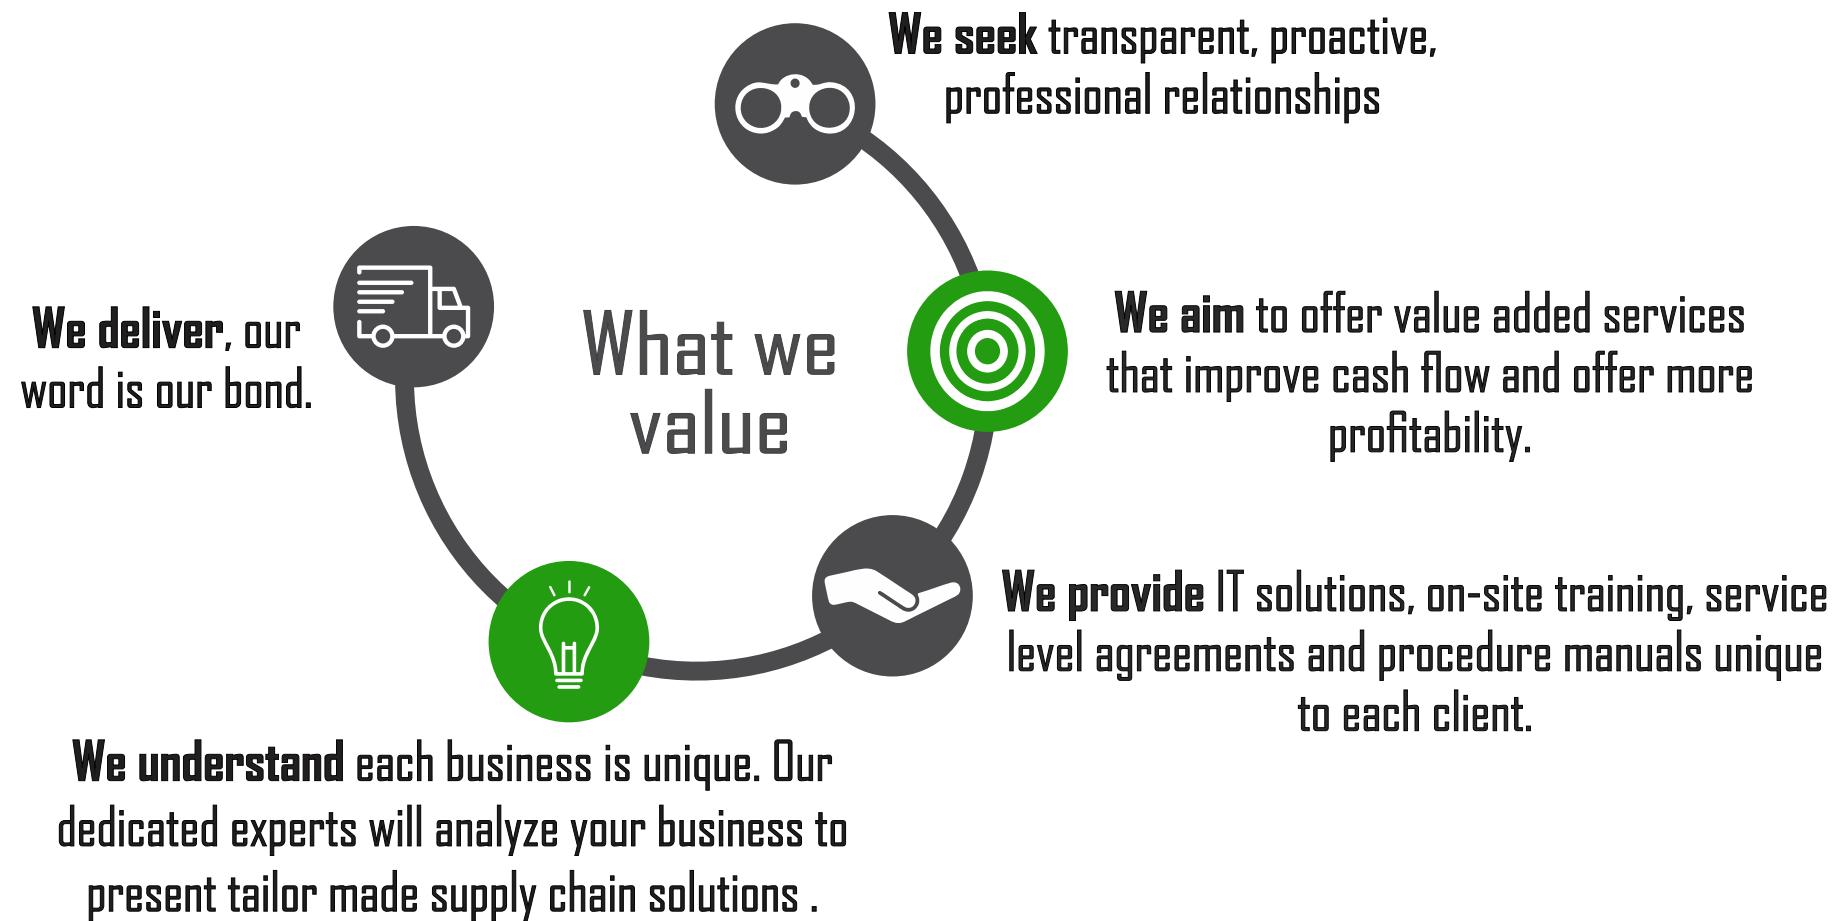 We seek transparent, proactive,
professional relationships
We aim to offer value added services
that improve cash flow and offer more
profitability.
We provide IT solutions, on-site training, service
level agreements and procedure manuals unique
to each client.
We understand each business is unique. Our
dedicated experts will analyze your business to
present tailor made supply chain solutions .
We deliver, our
word is our bond.
What we
value